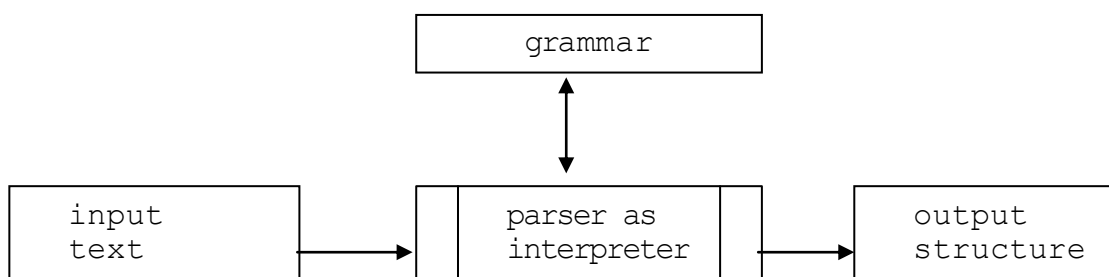 grammar
input
text
parser as
interpreter
output
structure